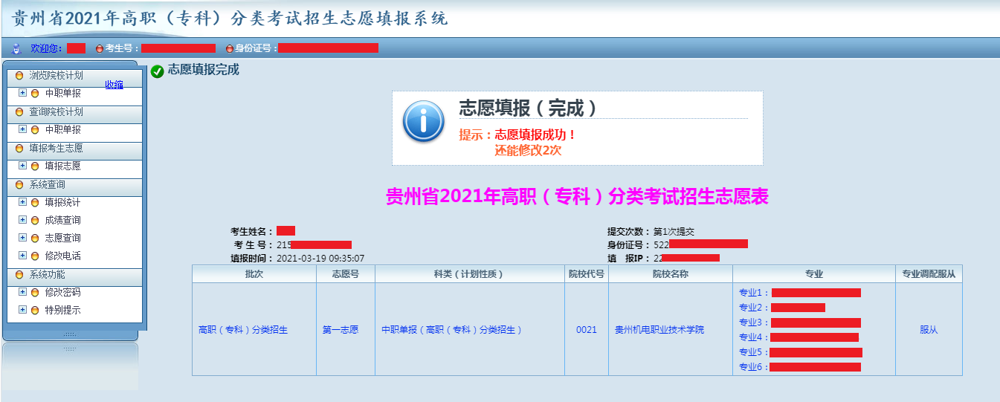 贵州省2021年高职（专科）分类考试招生志愿填报系统
欢迎您： 考生号： 身份证号：
浏览院校计划
收缩
中职单报
查询院校计划
中职单报
填报考生志愿
填报志愿
系统查询
填报统计
成绩查询
志愿查询
修改电话
系统功能
修改密码
特别提示
志愿填报完成
志愿填报（完成）
提示：志愿填报成功！
还能修改2次
贵州省2021年高职（专科）分类考试招生志愿表
考生姓名： 提交次数：第1次提交
考 生 号：215 身份证号：522
填报时间：2021-03-19 09:35:07 填 报IP：22
批次 志愿号 科类（计划性质） 院校代号 院校名称 专业 专业调配服从
高职（专科）分类招生 第一志愿 中职单报（高职（专科）分类招生） 0021 贵州机电职业技术学院 服从
专业1：
专业2：
专业3：
专业4：
专业5：
专业6：